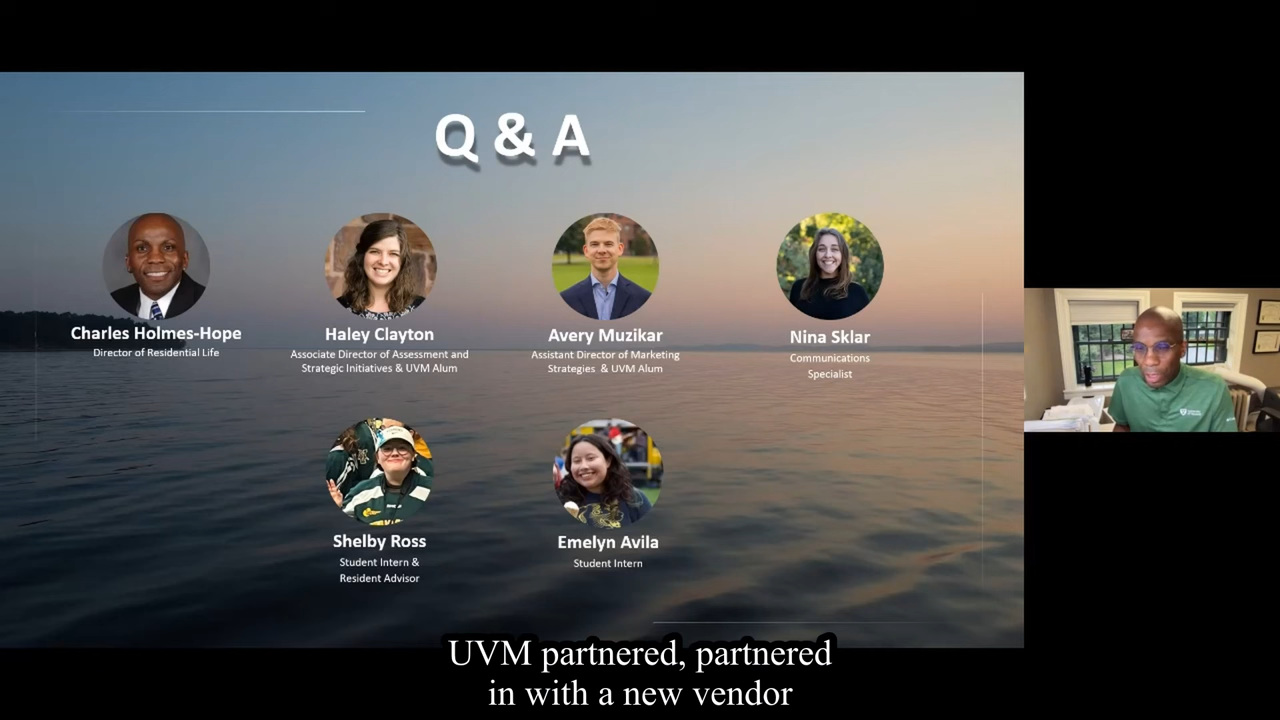 Q & A
Charles Holmes-Hope
Director of Residential Life
Haley Clayton
Associate Director of Assessment and
Strategic Initiatives & UVM Alum
Avery Muzikar
Assistant Director of Marketing
Strategies & UVM Alum
Nina Sklar
Communications
Specialist
Shelby Ross
Student Intern &
Resident Advisor
Emelyn Avila
Student Intern
UVM partnered, partnered
in with a new vendor